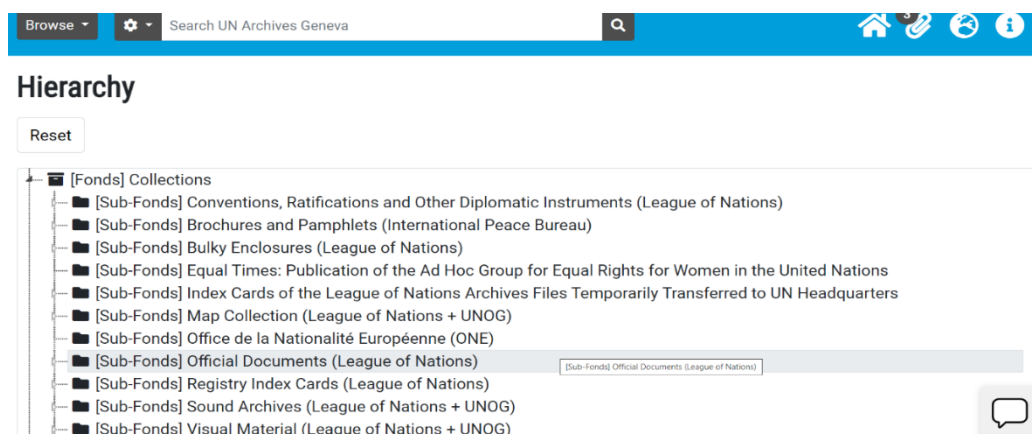 Browse
Search UN Archives Geneva
3
Hierarchy
Reset
[Fonds] Collections
[Sub-Fonds] Conventions, Ratifications and Other Diplomatic Instruments (League of Nations)
[Sub-Fonds] Brochures and Pamphlets (International Peace Bureau)
[Sub-Fonds] Bulky Enclosures (League of Nations)
[Sub-Fonds] Equal Times: Publication of the Ad Hoc Group for Equal Rights for Women in the United Nations
[Sub-Fonds] Index Cards of the League of Nations Archives Files Temporarily Transferred to UN Headquarters
[Sub-Fonds] Map Collection (League of Nations + UNOG)
[Sub-Fonds] Office de la Nationalité Européenne (ONE)
[Sub-Fonds] Official Documents (League of Nations)
[Sub-Fonds] Official Documents (League of Nations)
[Sub-Fonds] Registry Index Cards (League of Nations)
[Sub-Fonds] Sound Archives (League of Nations + UNOG)
[Sub-Fonds] Visual Material (League of Nations + UNOG)